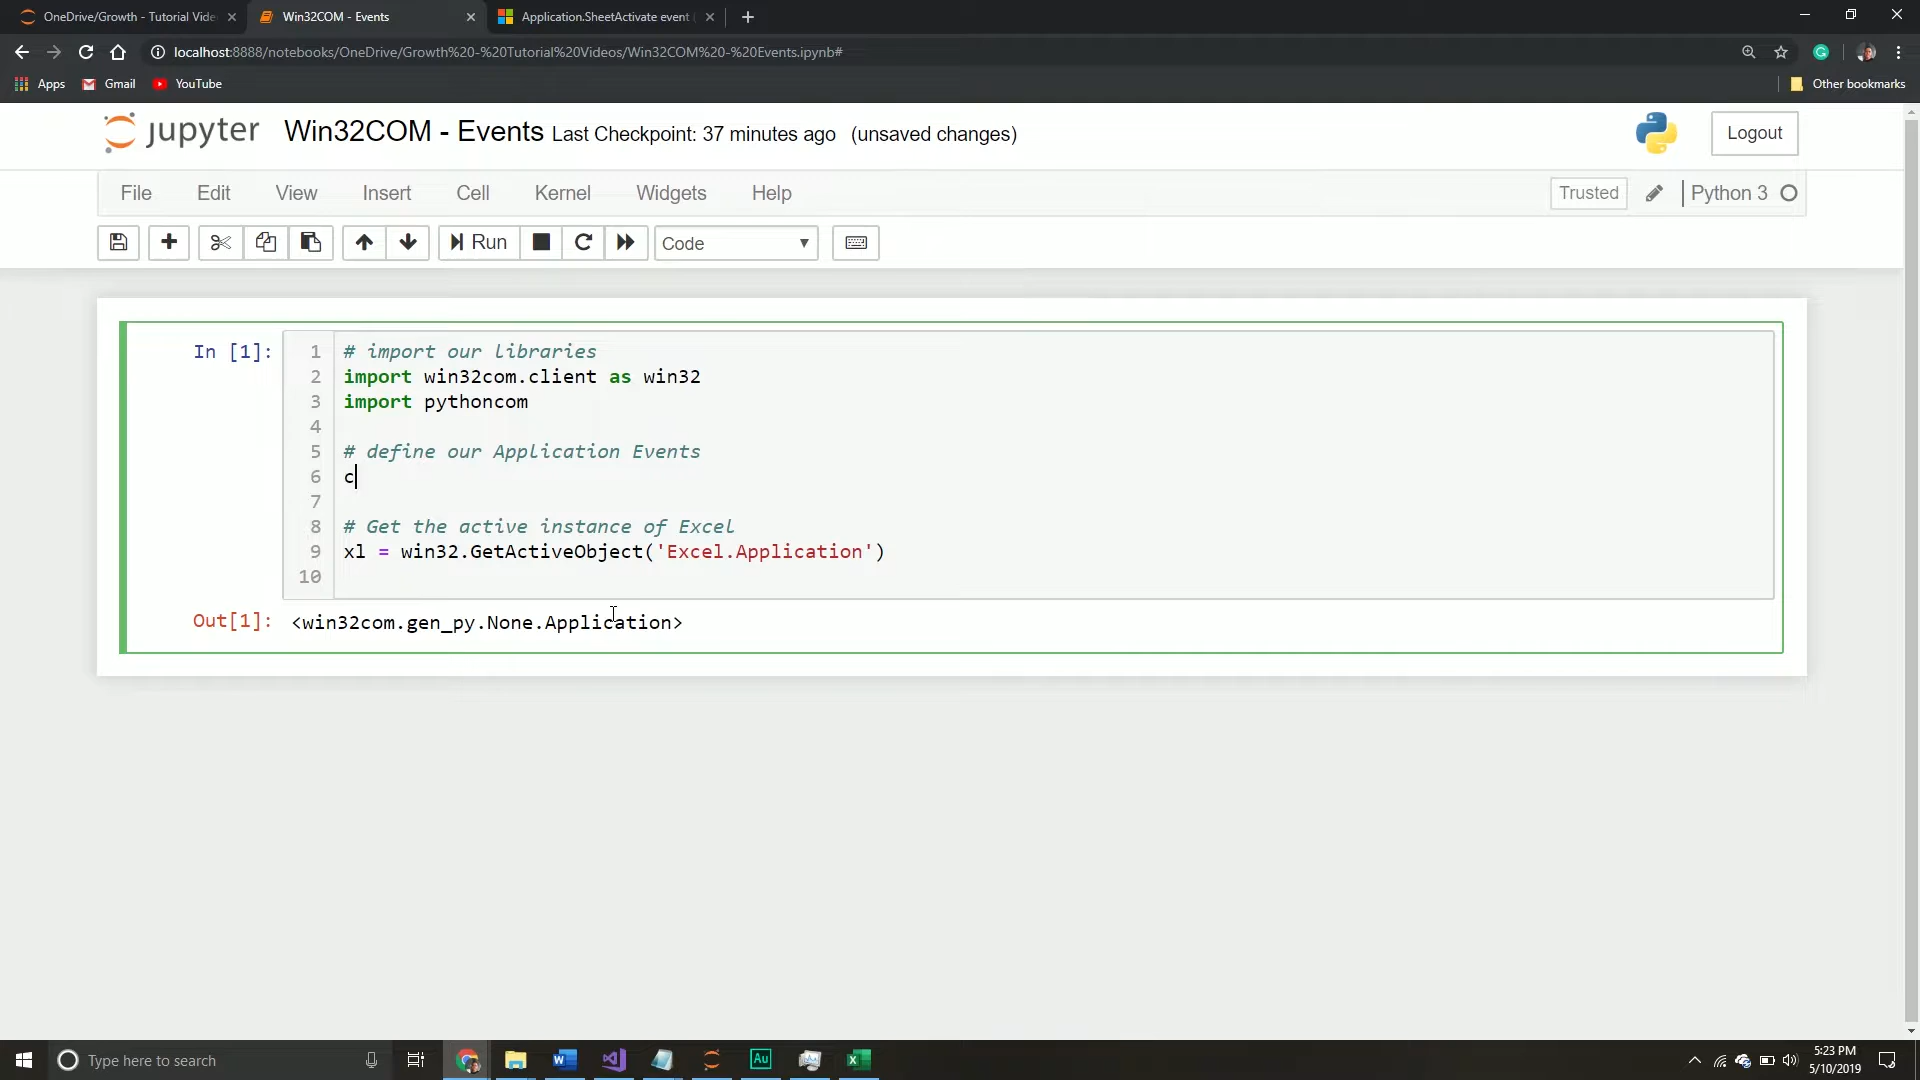 OneDrive/Growth - Tutorial Vide
Win32COM - Events
Application.SheetActivate event
localhost:8888/notebooks/OneDrive/Growth%20-%20Tutorial%20Videos/Win32COM%20-%20Events.ipynb#
Apps
Gmail
YouTube
Other bookmarks
jupyter
Win32COM - Events Last Checkpoint: 37 minutes ago (unsaved changes)
Logout
File
Edit
View
Insert
Cell
Kernel
Widgets
Help
Trusted
Python 3
Run
Code
In [1]:
1 # import our libraries
2 import win32com.client as win32
3 import pythoncom
4
5 # define our Application Events
6 c
7
8 # Get the active instance of Excel
9 xl = win32.GetActiveObject('Excel.Application')
10
Out[1]: <win32com.gen_py.None.Application>
Type here to search
Au
5:23 PM
5/10/2019